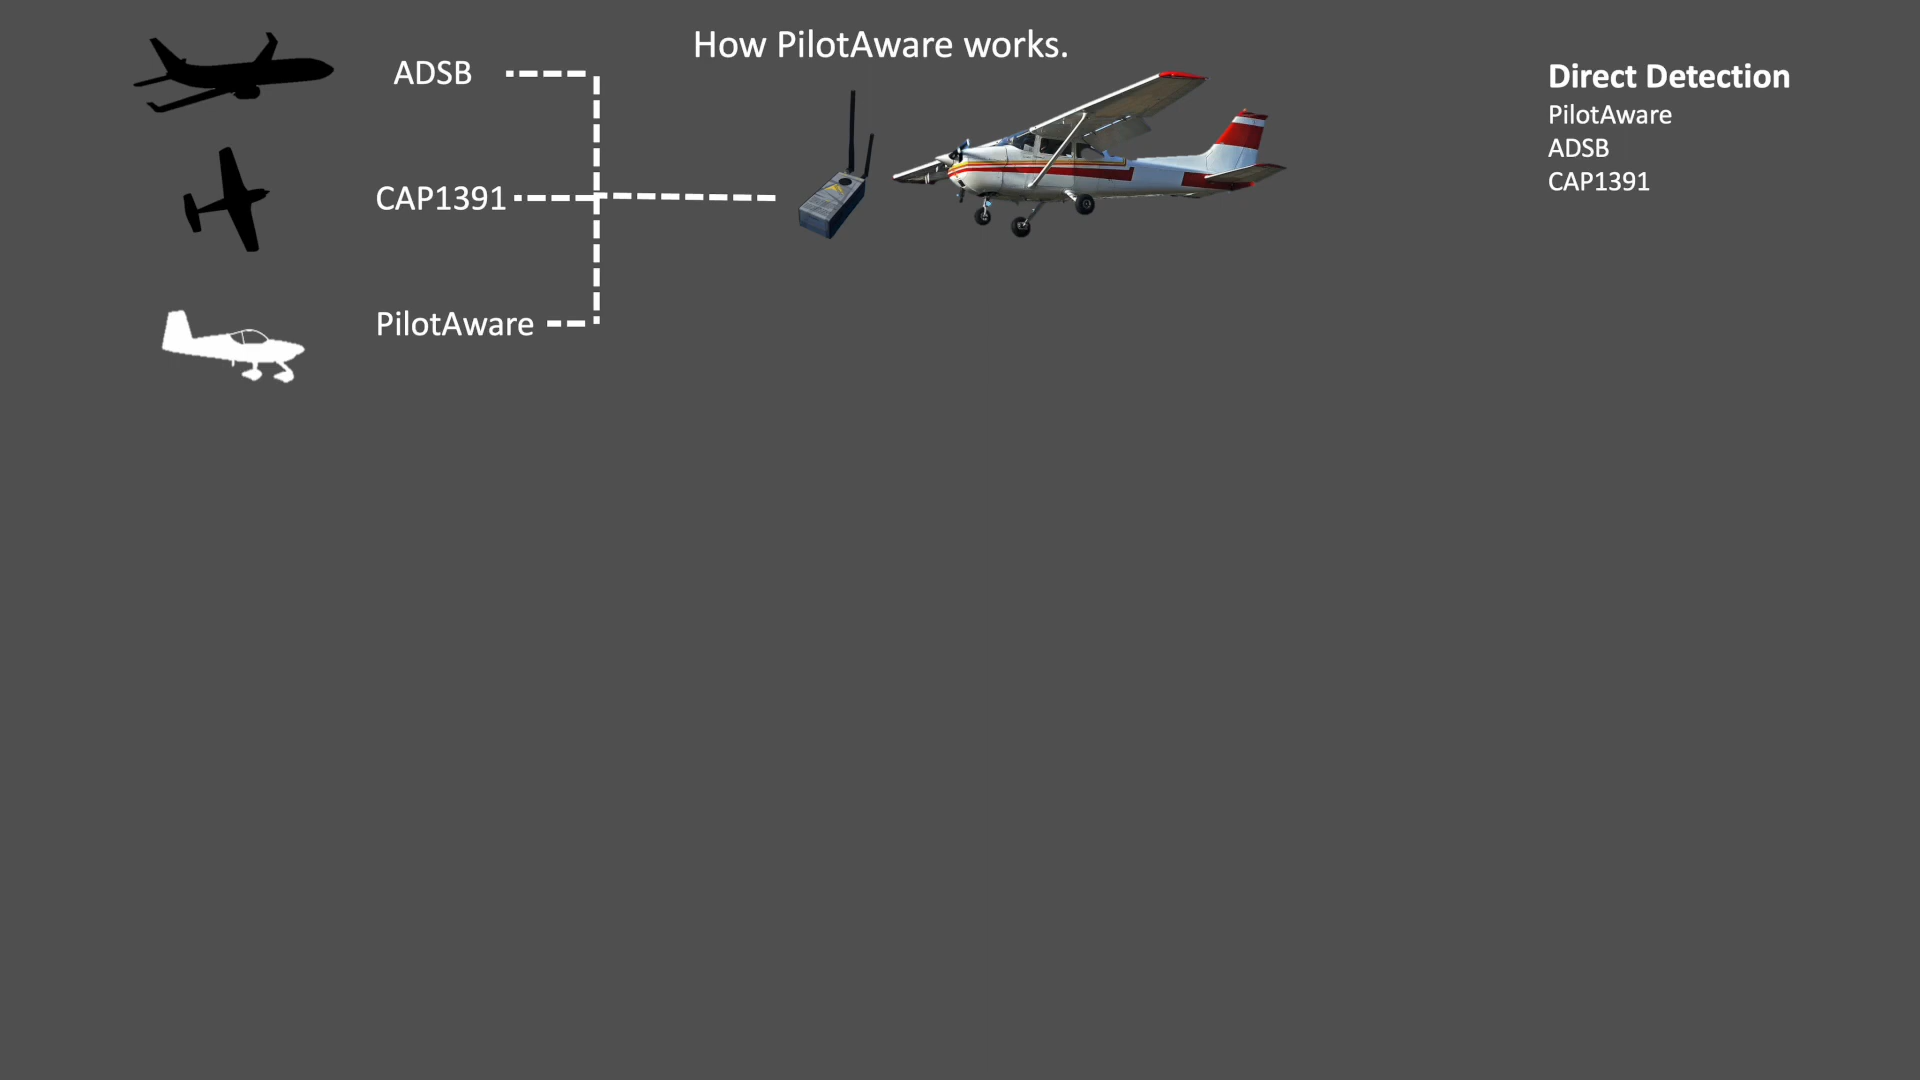 How PilotAware works.
ADSB
CAP1391
PilotAware
Direct Detection
PilotAware
ADSB
CAP1391